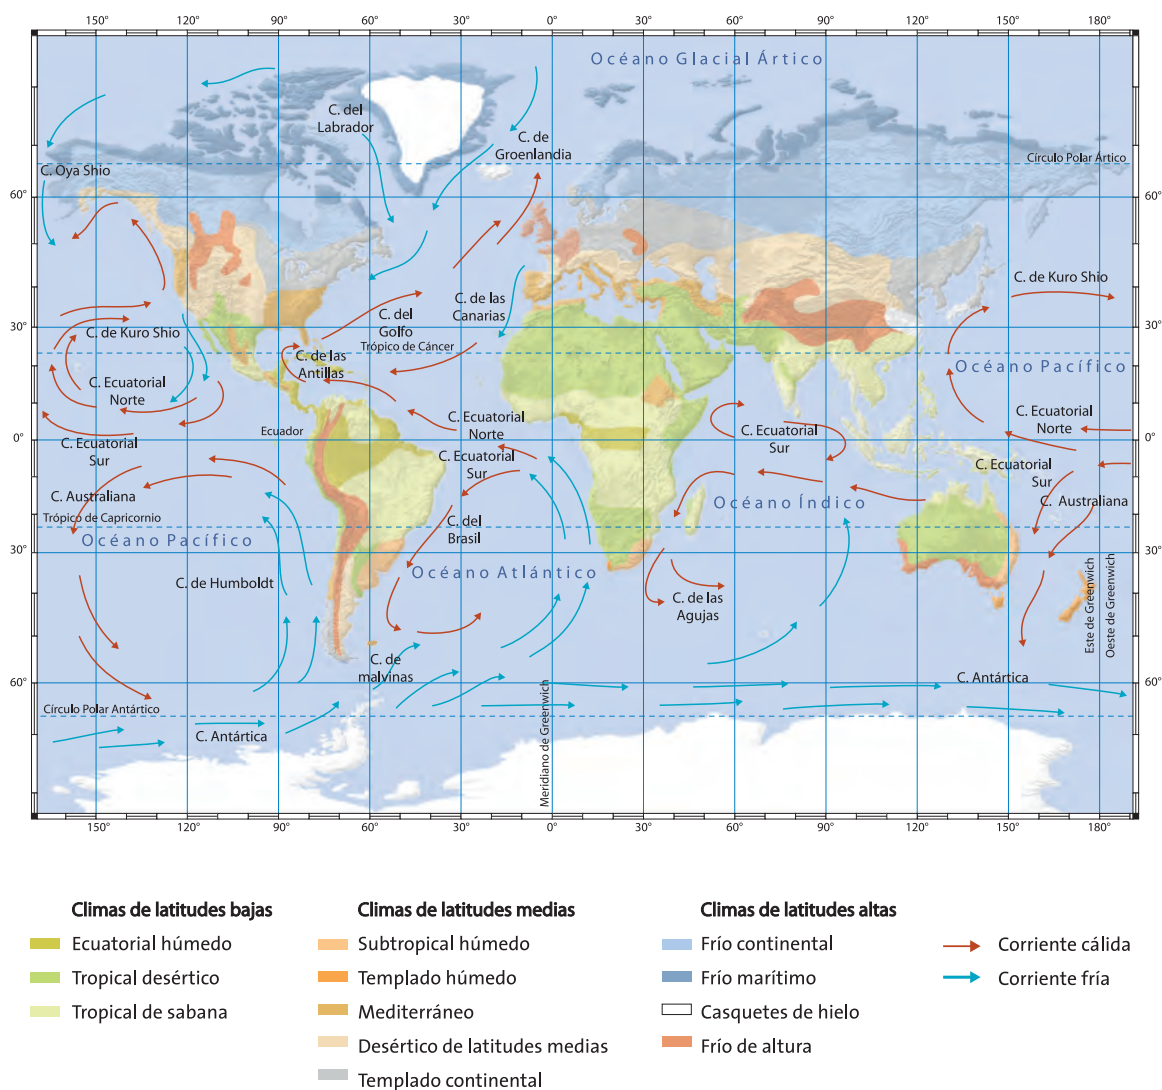 150° 120° 90° 60° 30° 0° 30° 60° 90° 120° 150° 180°
Océano Glacial Ártico
C. del
Labrador
C. de
Groenlandia
Círculo Polar Ártico
C. Oya Shio
60°
60°
C. de Kuro Shio
C. de las
Canarias
C. del
Golfo
30°
C. de Kuro Shio
30°
Trópico de Cáncer
C. de las
Antillas
Océano Pacífico
C. Ecuatorial
Norte
Ecuador
C. Ecuatorial
Norte
C. Ecuatorial
Norte
0°
0°
C. Ecuatorial
Sur
C. Ecuatorial
Sur
C. Ecuatorial
Sur
C. Ecuatorial
Sur
C. Australiana
Océano Índico
C. Australiana
Trópico de Capricornio
C. del
Brasil
Océano Pacífico
30°
30°
Océano Atlántico
C. de Humboldt
C. de las
Agujas
Este de Greenwich
Oeste de Greenwich
C. de
malvinas
60°
C. Antártica
60°
Círculo Polar Antártico
C. Antártica
Meridiano de Greenwich
150° 120° 90° 60° 30° 0° 30° 60° 90° 120° 150° 180°
Climas de latitudes bajas
Ecuatorial húmedo
Tropical desértico
Tropical de sabana
Climas de latitudes medias
Subtropical húmedo
Templado húmedo
Mediterráneo
Desértico de latitudes medias
Templado continental
Climas de latitudes altas
Frío continental
Frío marítimo
Casquetes de hielo
Frío de altura
Corriente cálida
Corriente fría